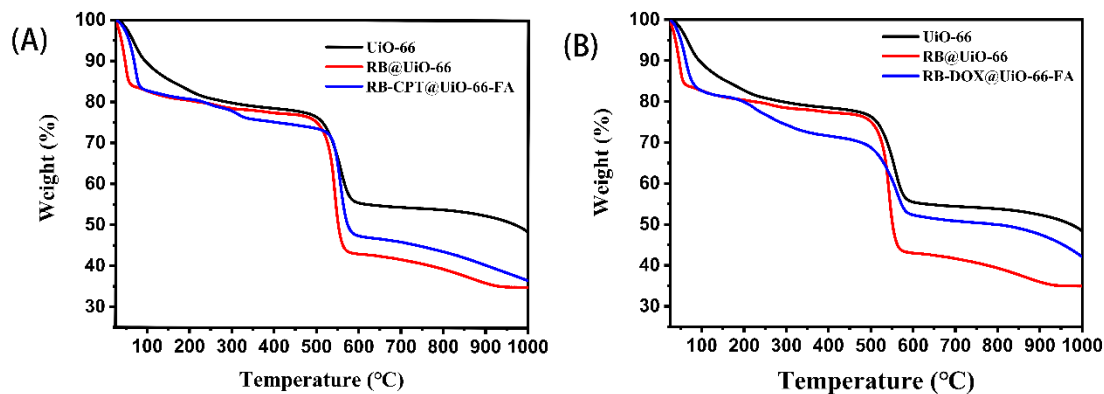 (A)
UiO-66
RB@UiO-66
RB-CPT@UiO-66-FA
100
90
80
70
60
50
40
30
Weight (%)
100 200 300 400 500 600 700 800 900 1000
Temperature (℃)
(B)
UiO-66
RB@UiO-66
RB-DOX@UiO-66-FA
100
90
80
70
60
50
40
30
Weight (%)
100 200 300 400 500 600 700 800 900 1000
Temperature (℃)